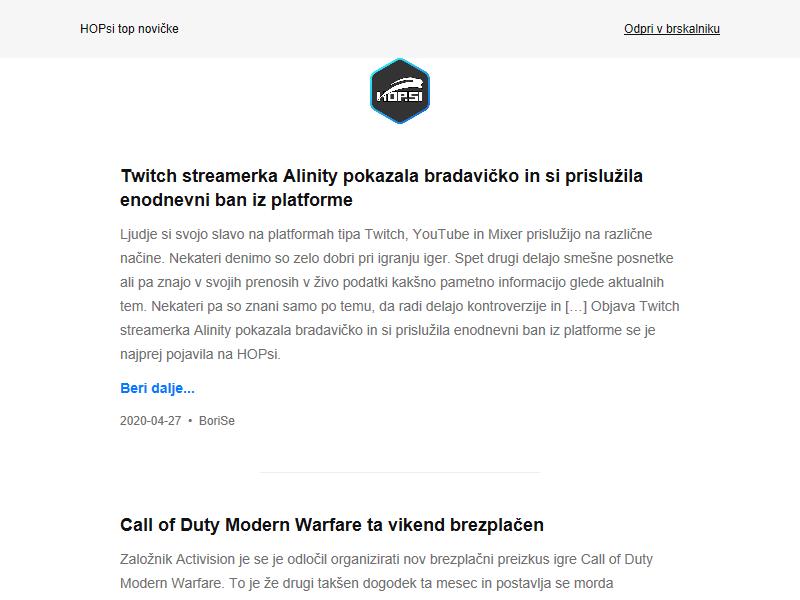 HOPsi top novičke
Odpri v brskalniku
HOP.SI
Twitch streamerka Alinity pokazala bradavičko in si prislužila
enodnevni ban iz platforme
Ljudje si svojo slavo na platformah tipa Twitch, YouTube in Mixer prislužijo na različne
načine. Nekateri denimo so zelo dobri pri igranju iger. Spet drugi delajo smešne posnetke
ali pa znajo v svojih prenosih v živo podatki kakšno pametno informacijo glede aktualnih
tem. Nekateri pa so znani samo po temu, da radi delajo kontroverzije in […] Objava Twitch
streamerka Alinity pokazala bradavičko in si prislužila enodnevni ban iz platforme se je
najprej pojavila na HOPsi.
Beri dalje...
2020-04-27 • BoriSe
Call of Duty Modern Warfare ta vikend brezplačen
Založnik Activision je se je odločil organizirati nov brezplačni preizkus igre Call of Duty
Modern Warfare. To je že drugi takšen dogodek ta mesec in postavlja se morda